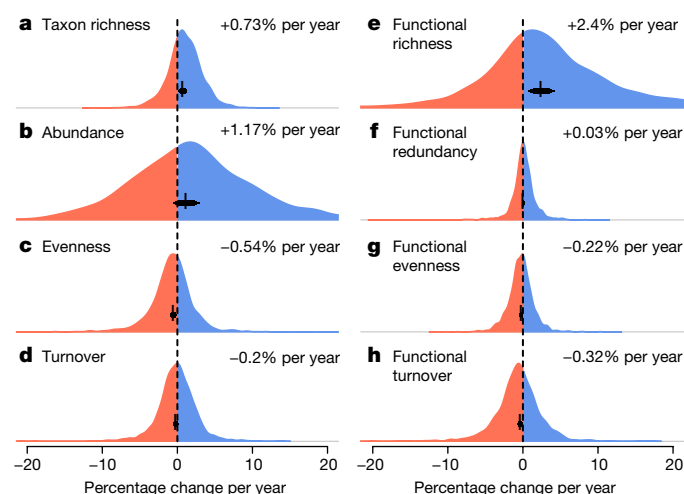 a Taxon richness +0.73% per year
b Abundance +1.17% per year
c Evenness −0.54% per year
d Turnover −0.2% per year
−20 −10 0 10 20
Percentage change per year
e Functional +2.4% per year
richness
f Functional +0.03% per year
redundancy
g Functional −0.22% per year
evenness
h Functional −0.32% per year
turnover
−20 −10 0 10 20
Percentage change per year